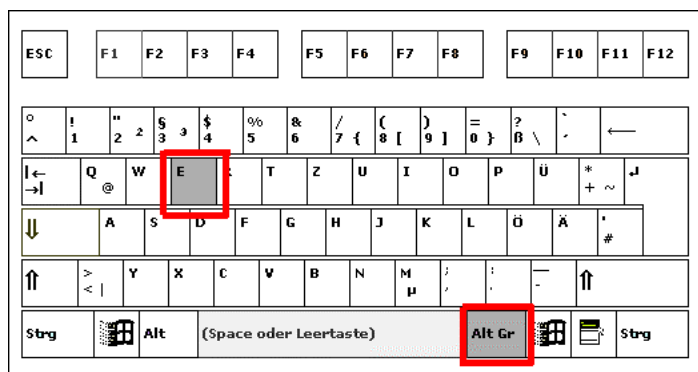 ESC F1 F2 F3 F4 F5 F6 F7 F8 F9 F10 F11 F12
° ! " § $ % & / ( ) = ? `
^ 1 2 ² 3 ³ 4 5 6 7 { 8 [ 9 ] 0 } ß \ ´ ←
|← Q W E T Z U I O P Ü * ↵
→| @ + ~
⇓ A S D F G H J K L Ö Ä '
#
⇑ > Y X C V B N M ; : — ⇑
< | µ , . -
Strg Alt (Space oder Leertaste) Alt Gr Strg